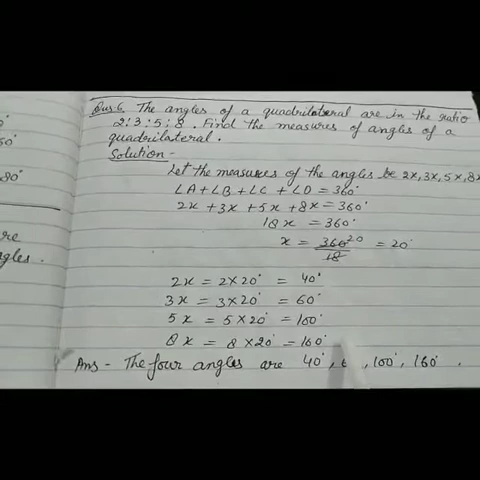 Ques 6. The angles of a quadrilateral are in the ratio
2:3:5:8. Find the measures of angles of a
quadrilateral.
Solution-
Let the measures of the angles be 2x, 3x, 5x, 8x
∠A+∠B+∠C+∠D=360°
2x+3x+5x+8x=360°
18x=360°
x=360°/18=20°
20
2x=2×20°=40°
3x=3×20°=60°
5x=5×20°=100°
8x=8×20°=160°
Ans- The four angles are 40°, 100°, 160°.
are
gles.